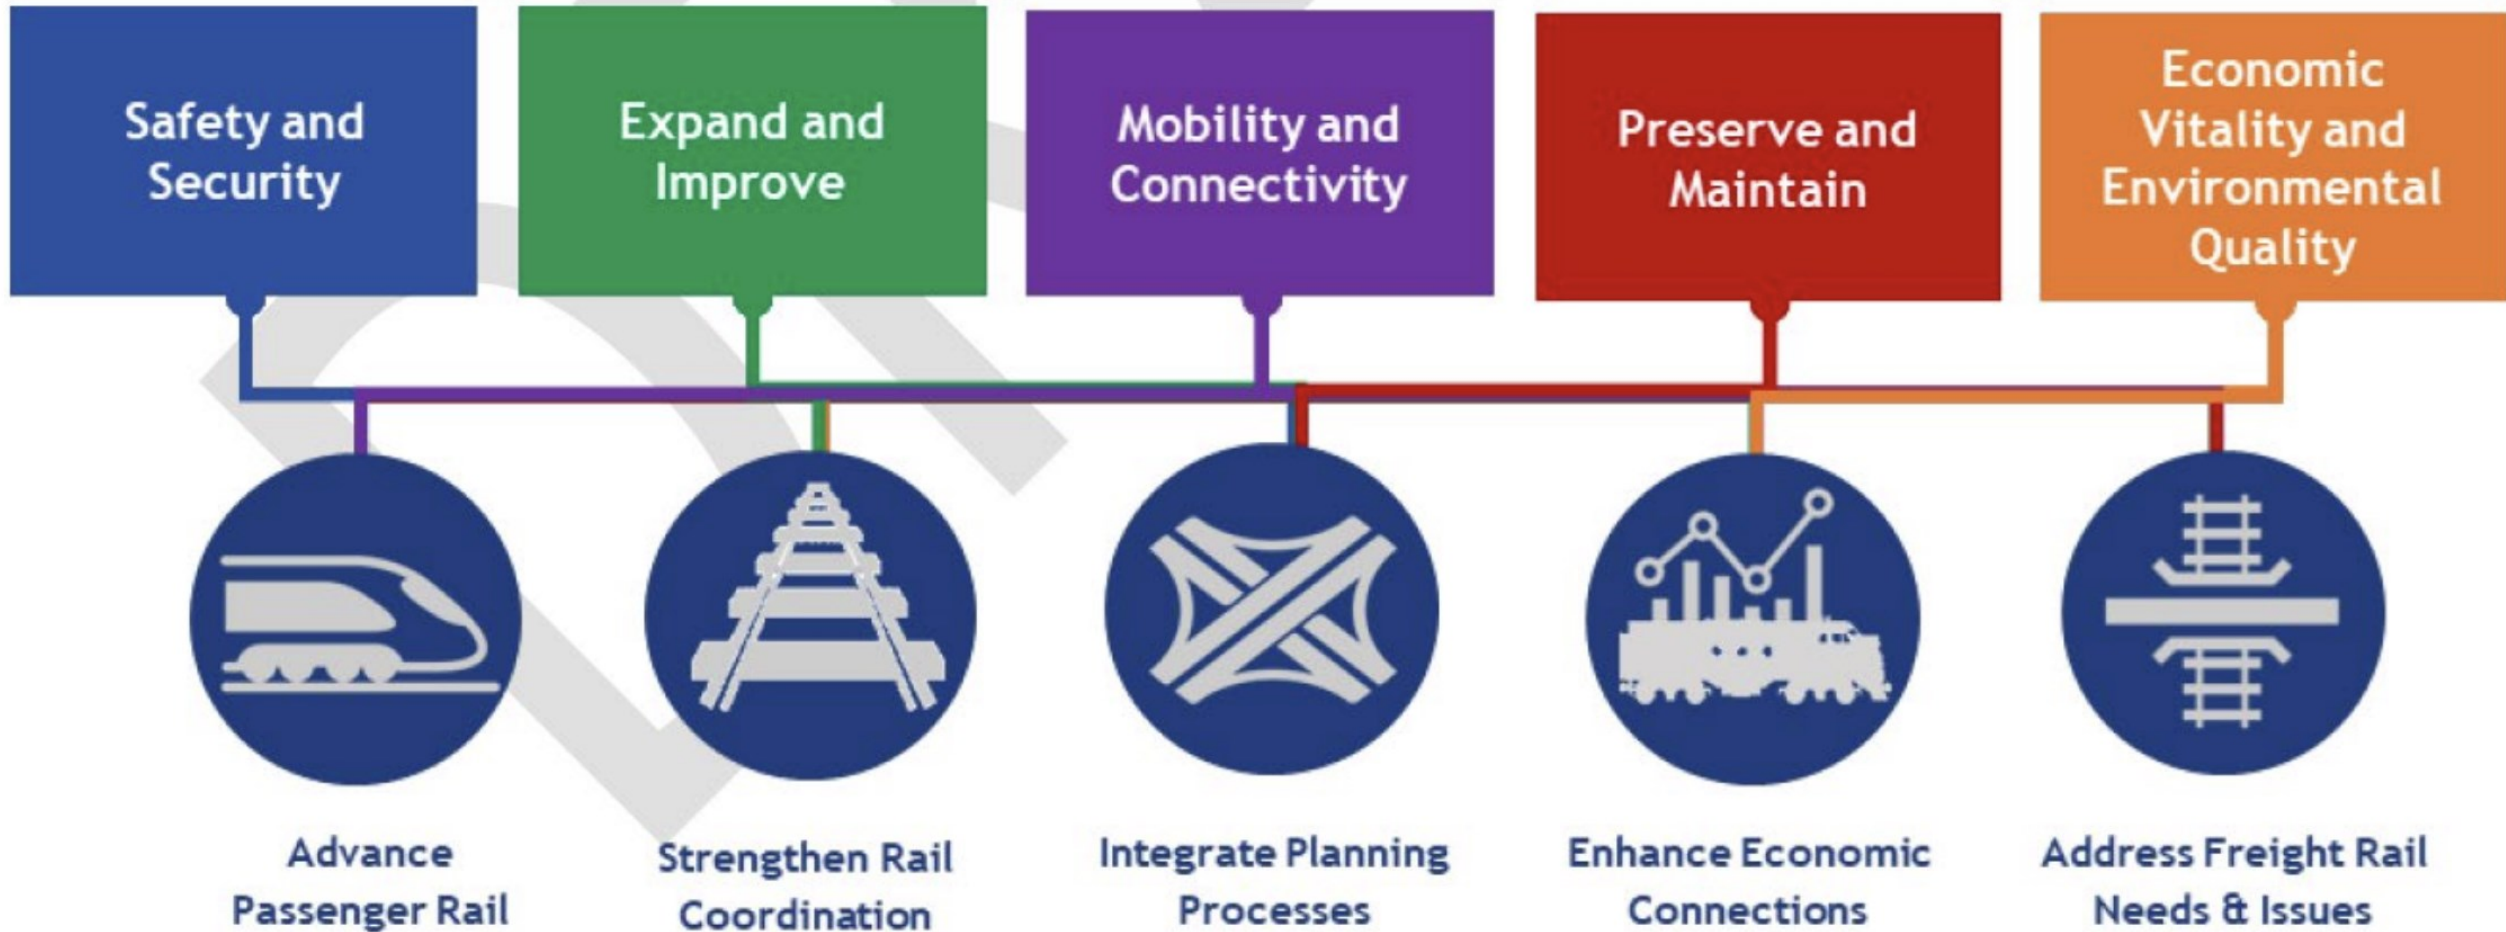 Safety and
Security
Expand and
Improve
Mobility and
Connectivity
Preserve and
Maintain
Economic
Vitality and
Environmental
Quality
Advance
Passenger Rail
Strengthen Rail
Coordination
Integrate Planning
Processes
Enhance Economic
Connections
Address Freight Rail
Needs & Issues